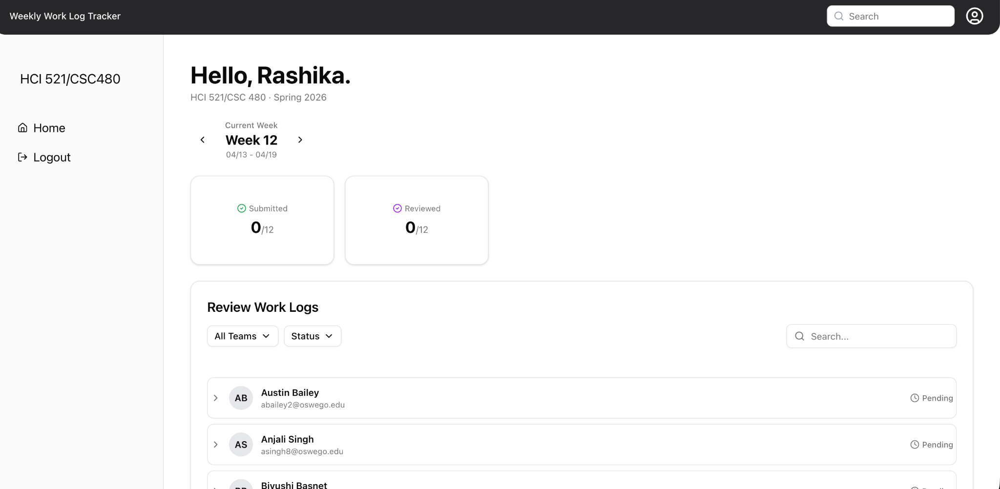 Weekly Work Log Tracker
Search
HCI 521/CSC480
Home
Logout
Hello, Rashika.
HCI 521/CSC 480 · Spring 2026
Current Week
Week 12
04/13 - 04/19
Submitted
0/12
Reviewed
0/12
Review Work Logs
All Teams
Status
Search...
AB
Austin Bailey
abailey2@oswego.edu
Pending
AS
Anjali Singh
asingh8@oswego.edu
Pending
Biyushi Basnet